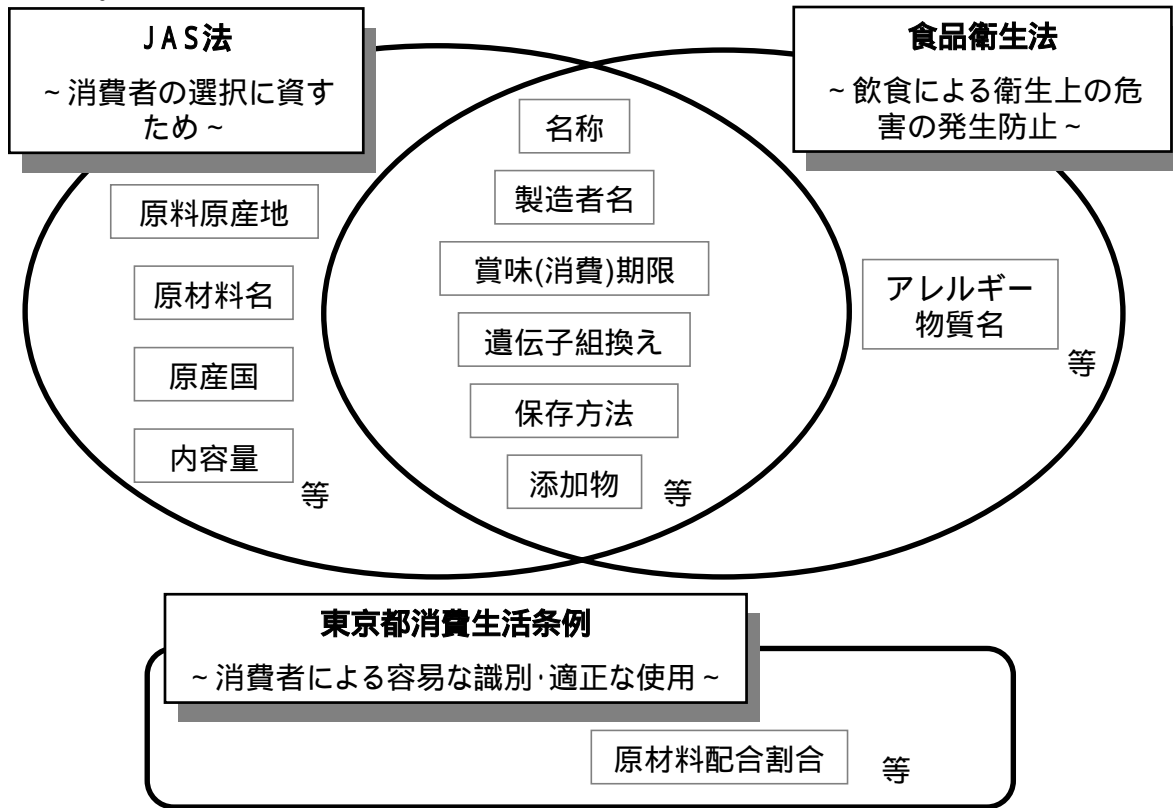 JAS法
~消費者の選択に資す
ため~
原料原産地
原材料名
原産国
内容量
等
名称
製造者名
賞味(消費)期限
遺伝子組換え
保存方法
添加物
等
食品衛生法
~飲食による衛生上の危
害の発生防止~
アレルギー
物質名
等
東京都消費生活条例
~消費者による容易な識別･適正な使用~
原材料配合割合
等